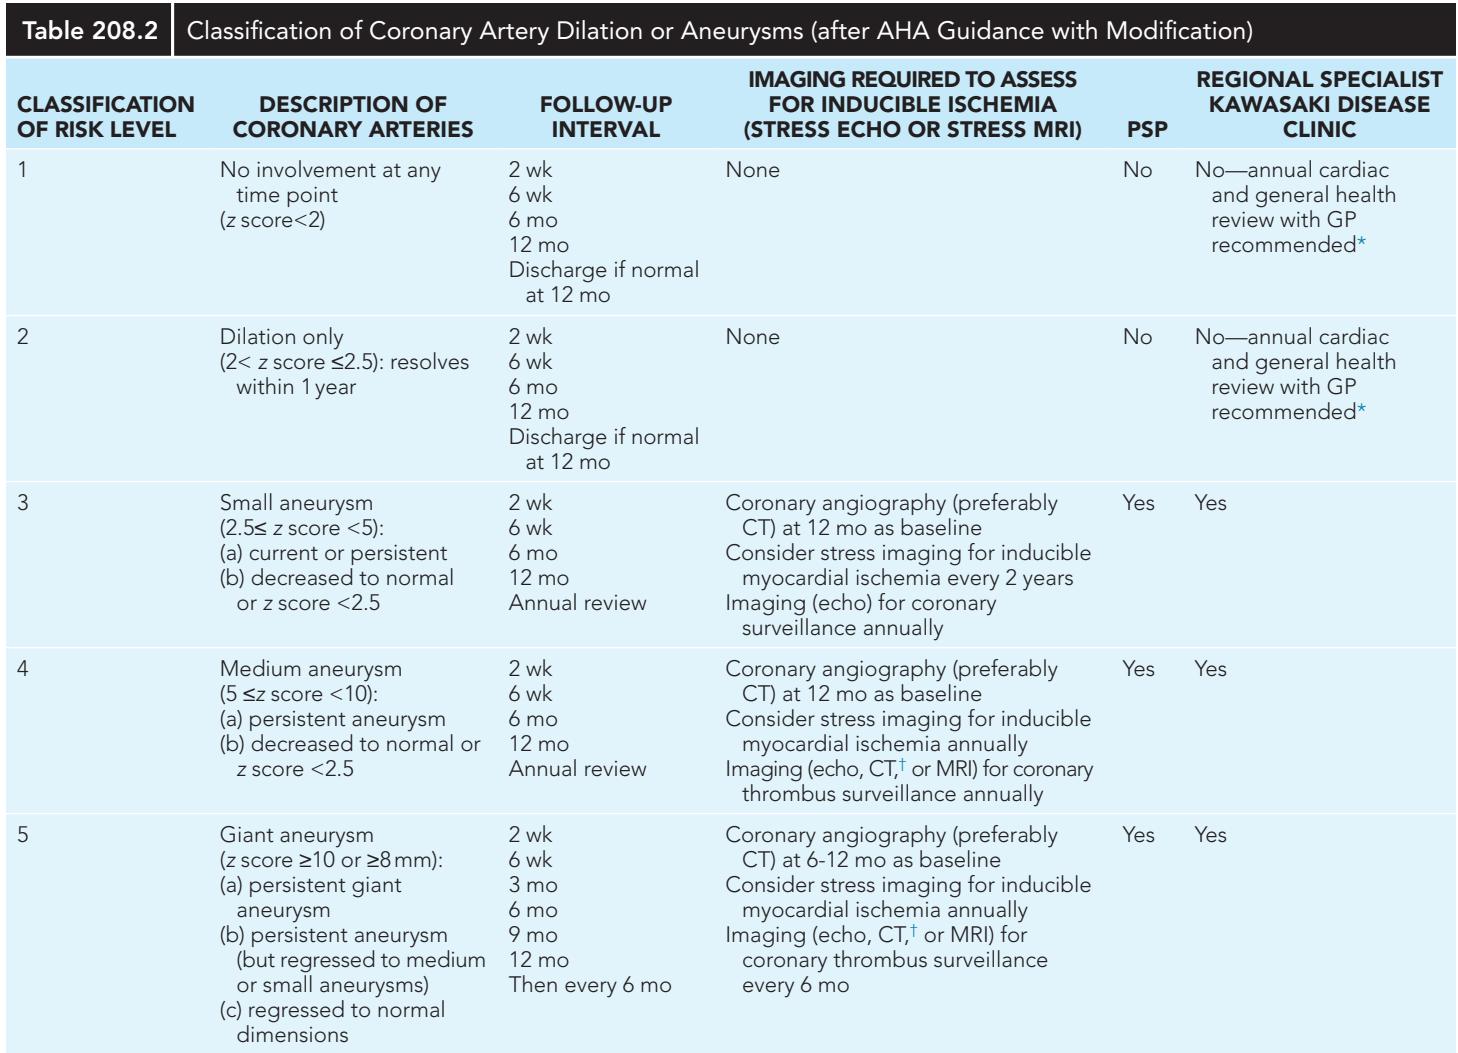 Table 208.2 Classification of Coronary Artery Dilation or Aneurysms (after AHA Guidance with Modification)
CLASSIFICATION
OF RISK LEVEL
DESCRIPTION OF
CORONARY ARTERIES
FOLLOW-UP
INTERVAL
IMAGING REQUIRED TO ASSESS
FOR INDUCIBLE ISCHEMIA
(STRESS ECHO OR STRESS MRI)
PSP
REGIONAL SPECIALIST
KAWASAKI DISEASE
CLINIC
1
No involvement at any
time point
(z score<2)
2 wk
6 wk
6 mo
12 mo
Discharge if normal
at 12 mo
None
No
No—annual cardiac
and general health
review with GP
recommended*
2
Dilation only
(2< z score ≤2.5): resolves
within 1 year
2 wk
6 wk
6 mo
12 mo
Discharge if normal
at 12 mo
None
No
No—annual cardiac
and general health
review with GP
recommended*
3
Small aneurysm
(2.5≤ z score <5):
(a) current or persistent
(b) decreased to normal
or z score <2.5
2 wk
6 wk
6 mo
12 mo
Annual review
Coronary angiography (preferably
CT) at 12 mo as baseline
Consider stress imaging for inducible
myocardial ischemia every 2 years
Imaging (echo) for coronary
surveillance annually
Yes
Yes
4
Medium aneurysm
(5 ≤z score <10):
(a) persistent aneurysm
(b) decreased to normal or
z score <2.5
2 wk
6 wk
6 mo
12 mo
Annual review
Coronary angiography (preferably
CT) at 12 mo as baseline
Consider stress imaging for inducible
myocardial ischemia annually
Imaging (echo, CT,† or MRI) for coronary
thrombus surveillance annually
Yes
Yes
5
Giant aneurysm
(z score ≥10 or ≥8 mm):
(a) persistent giant
aneurysm
(b) persistent aneurysm
(but regressed to medium
or small aneurysms)
(c) regressed to normal
dimensions
2 wk
6 wk
3 mo
6 mo
9 mo
12 mo
Then every 6 mo
Coronary angiography (preferably
CT) at 6-12 mo as baseline
Consider stress imaging for inducible
myocardial ischemia annually
Imaging (echo, CT,† or MRI) for
coronary thrombus surveillance
every 6 mo
Yes
Yes